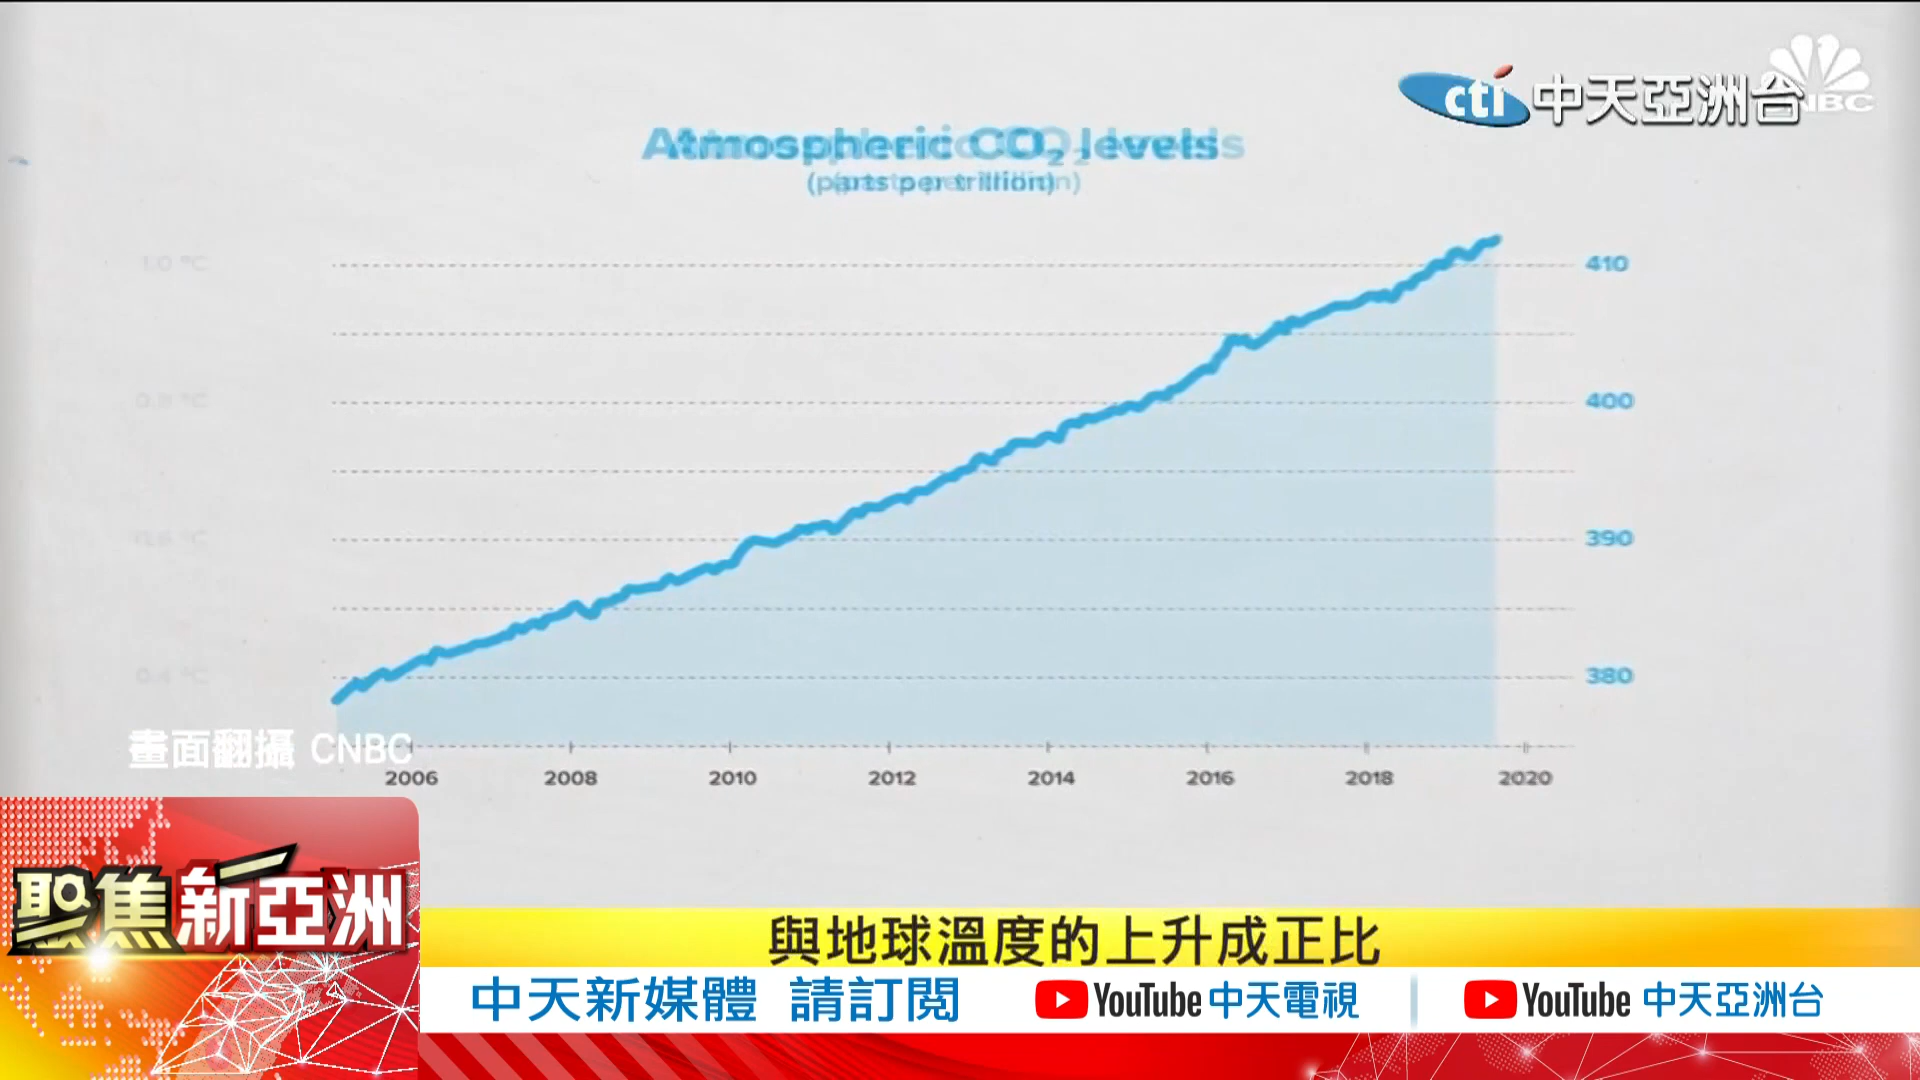 cti 中天亞洲台
NBC
Atmospheric CO₂ levels
(parts per trillion)
1.0 °C
410
400
390
380
畫面翻攝 CNBC
2006 2008 2010 2012 2014 2016 2018 2020
聚焦新亞洲
與地球溫度的上升成正比
中天新媒體 請訂閱 YouTube 中天電視 YouTube 中天亞洲台